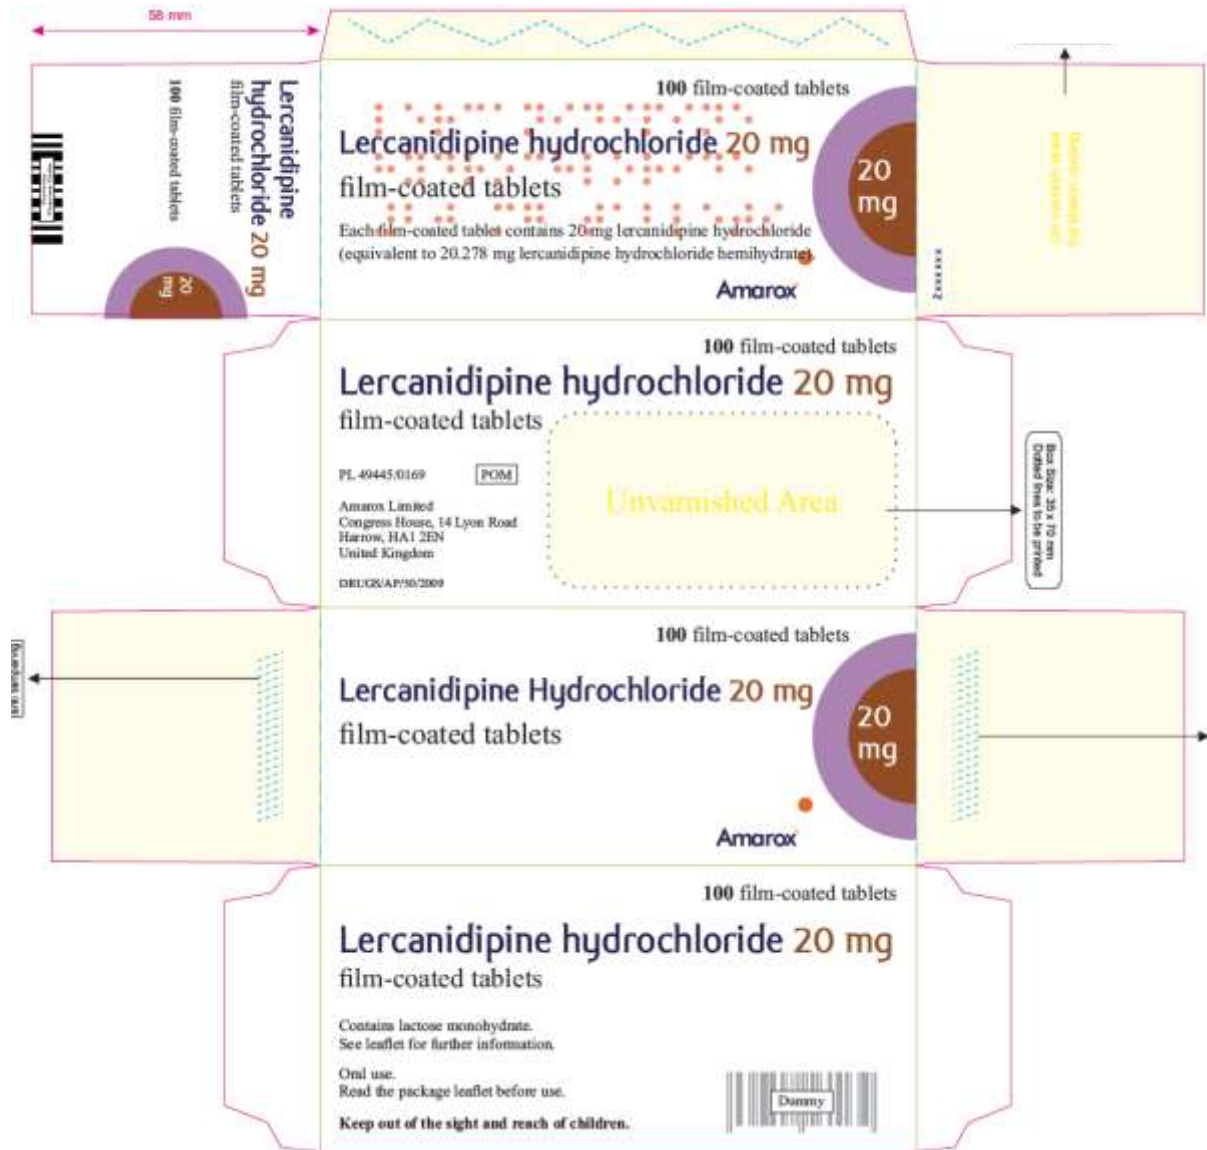 58 mm
Lercanidipine
hydrochloride 20 mg
film-coated tablets
100 film-coated tablets
20
mg
100 film-coated tablets
Lercanidipine hydrochloride 20 mg
film-coated tablets
Each film-coated tablet contains 20 mg lercanidipine hydrochloride
(equivalent to 20.278 mg lercanidipine hydrochloride hemihydrate)
Amarox
20
mg
xxxxxxZ
100 film-coated tablets
Lercanidipine hydrochloride 20 mg
film-coated tablets
PL 49445/0169
POM
Amarox Limited
Congress House, 14 Lyon Road
Harrow, HA1 2EN
United Kingdom
DRUGS/AP/50/2009
Unvarnished Area
Box Size: 35 x 70 mm
Dotted lines to be printed
100 film-coated tablets
Lercanidipine Hydrochloride 20 mg
film-coated tablets
20
mg
Amarox
100 film-coated tablets
Lercanidipine hydrochloride 20 mg
film-coated tablets
Contains lactose monohydrate.
See leaflet for further information.
Oral use.
Read the package leaflet before use.
Keep out of the sight and reach of children.
Dummy